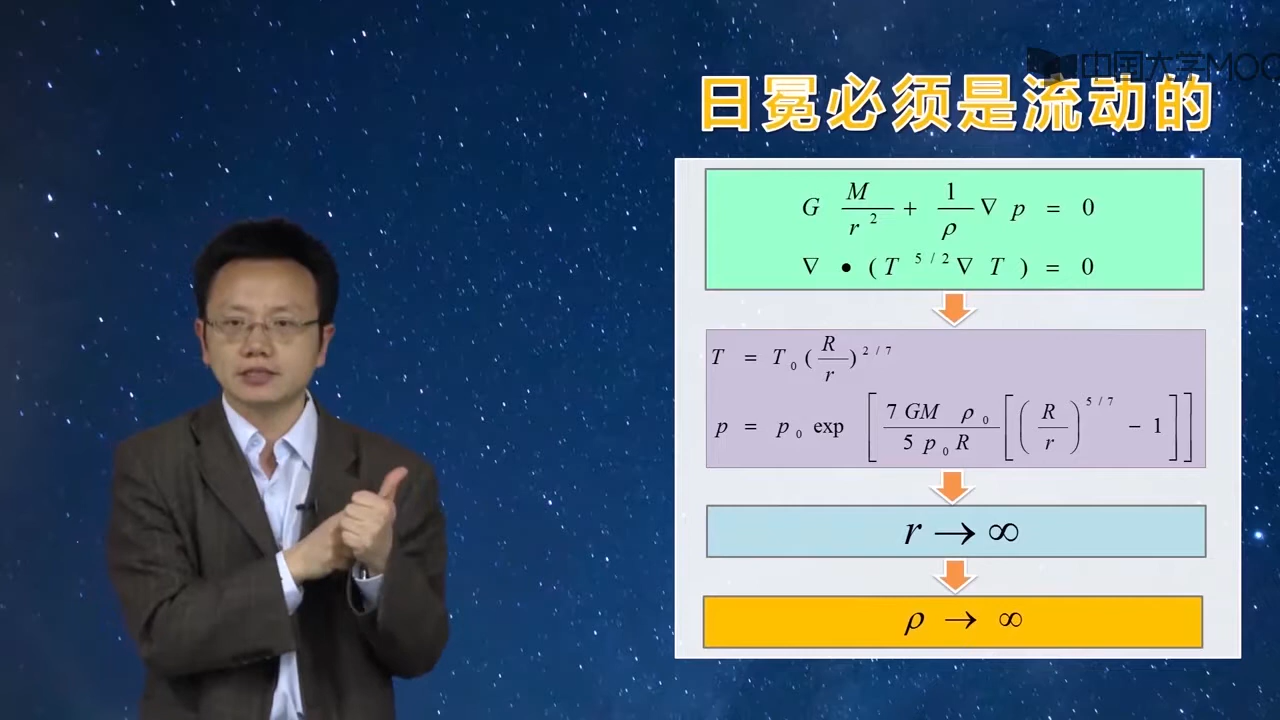 中国大学MOO
日冕必须是流动的
G M/r² + 1/ρ ∇ p = 0
∇ • (T^{5/2} ∇ T) = 0
T = T₀ (R/r)^{2/7}
p = p₀ exp [ 7 GM ρ₀ / 5 p₀ R [ (R/r)^{5/7} − 1 ] ]
r → ∞
ρ → ∞